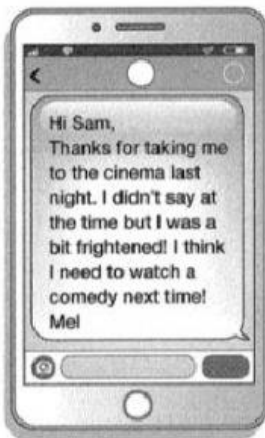 Hi Sam,
Thanks for taking me
to the cinema last
night. I didn't say at
the time but I was a
bit frightened! I think
I need to watch a
comedy next time!
Mel